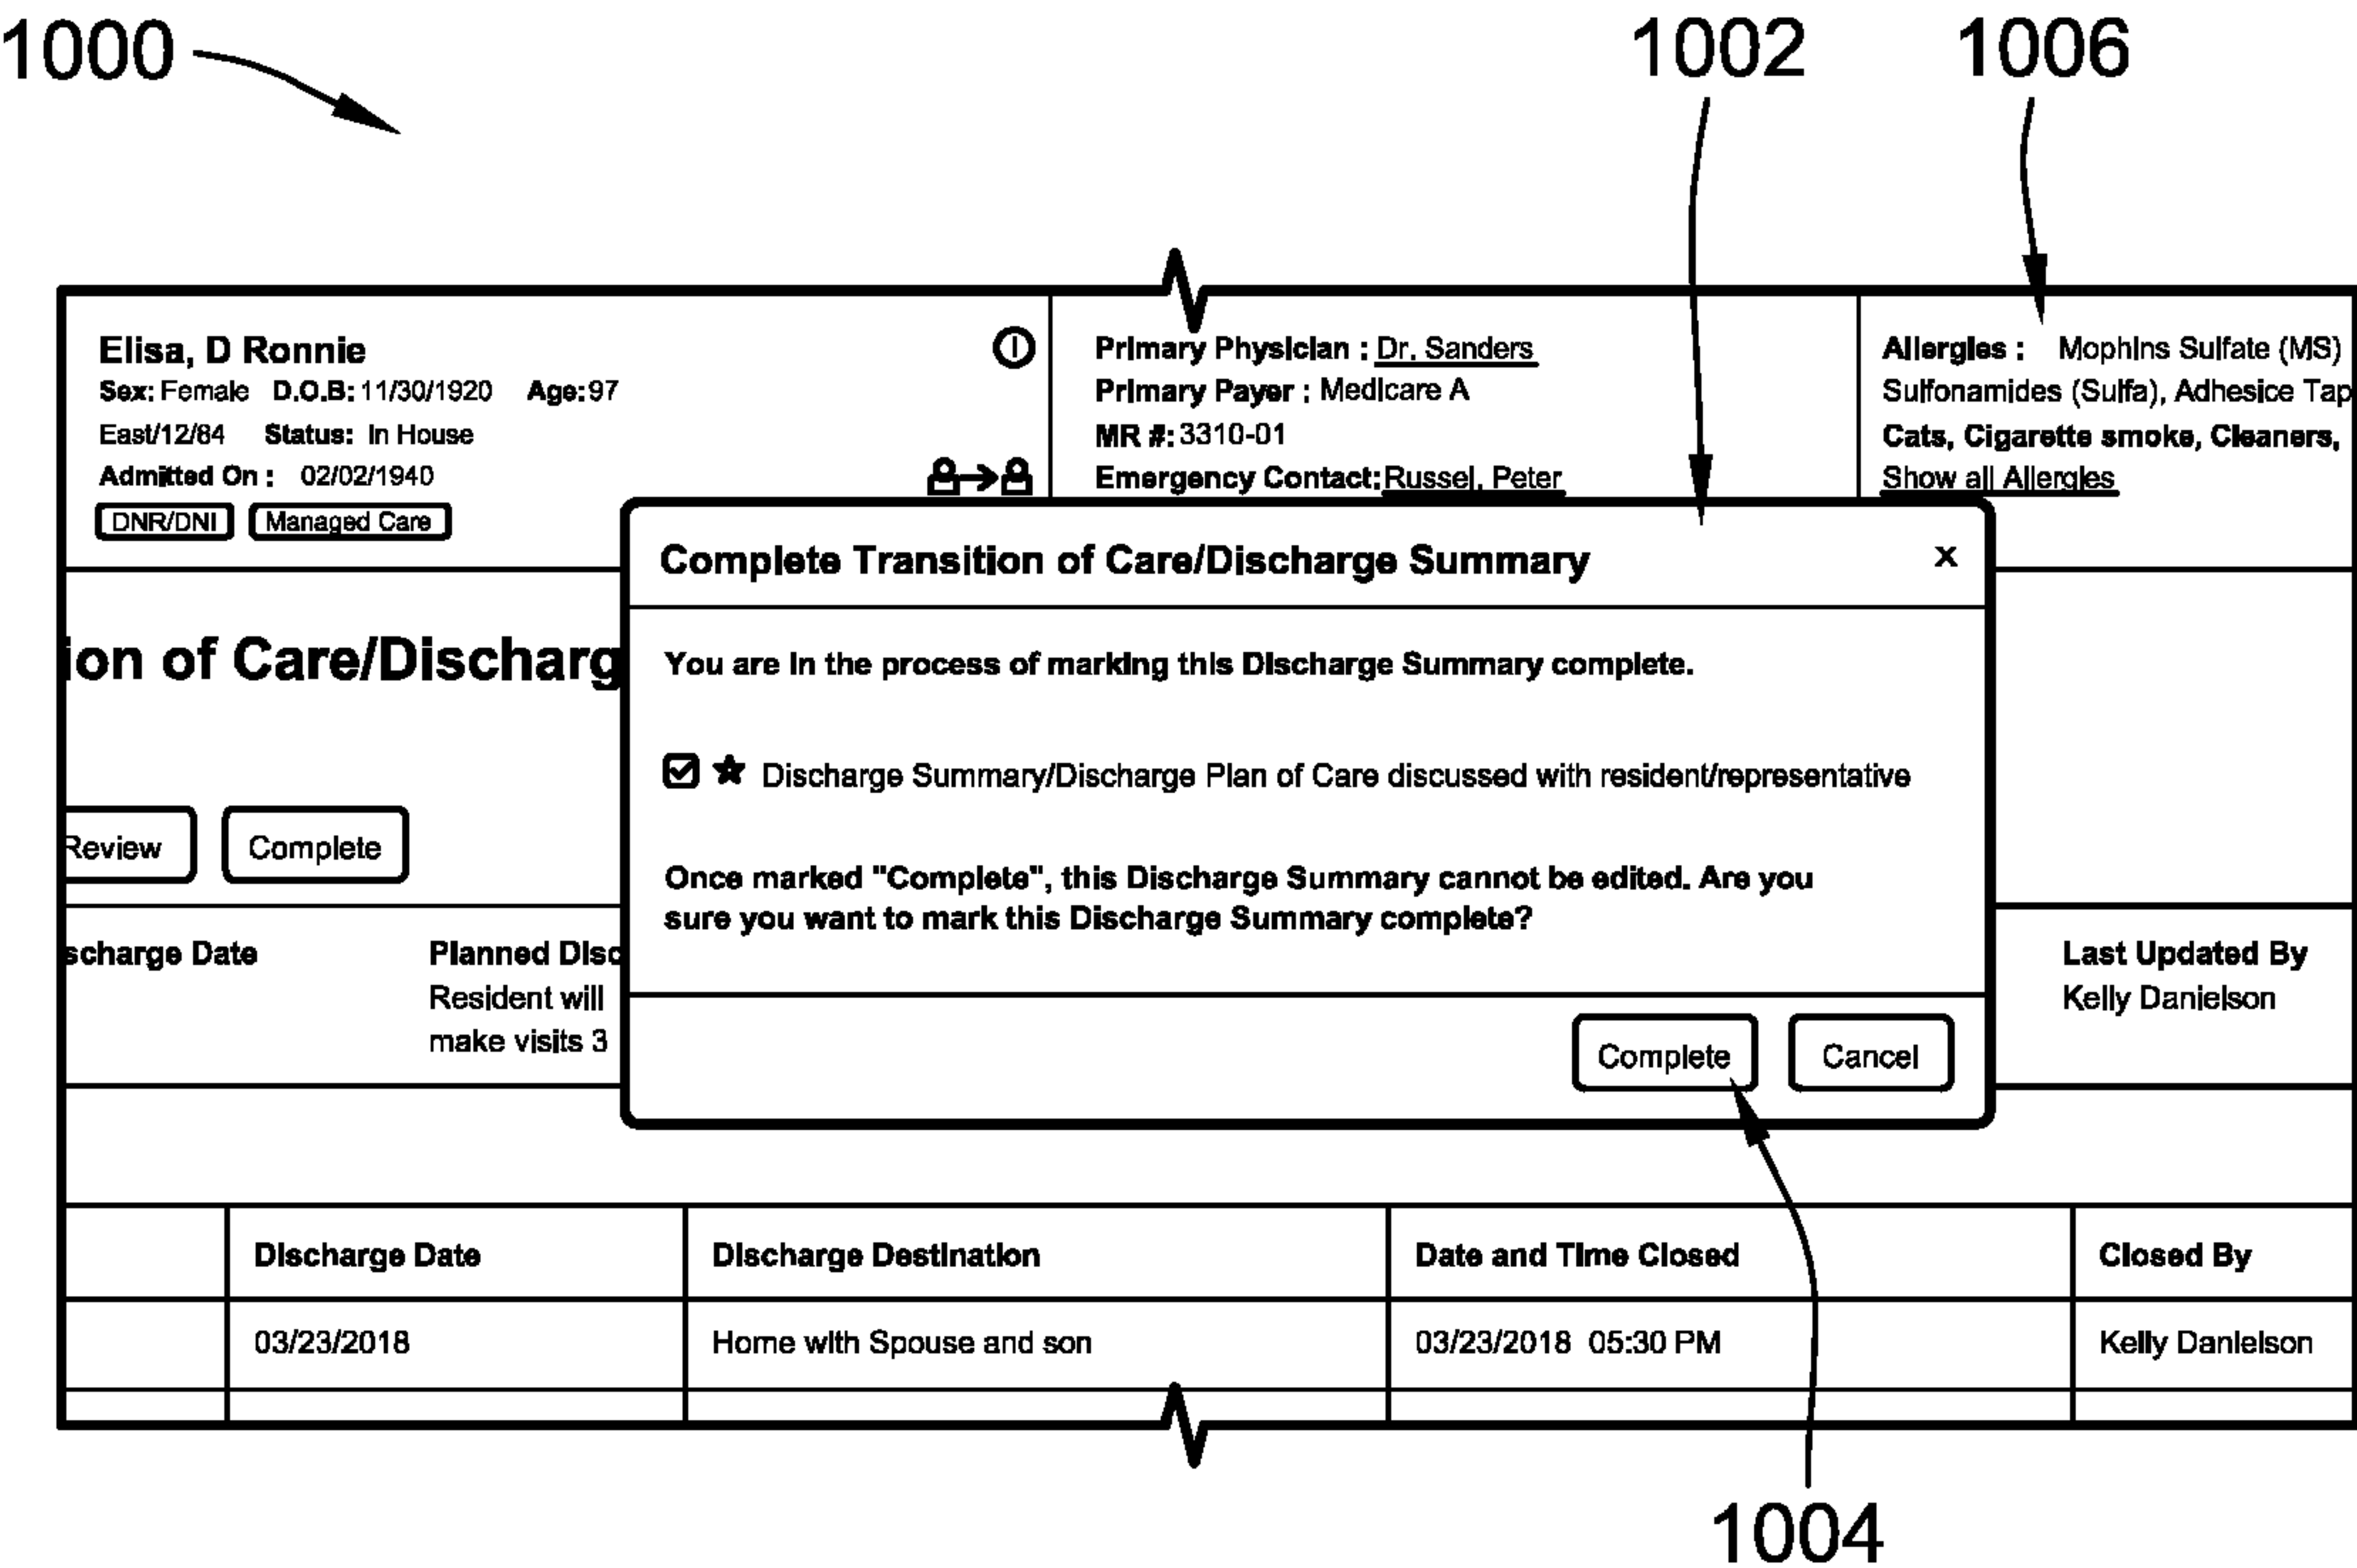 1000
1002
1006
Elisa, D Ronnie
Sex: Female D.O.B: 11/30/1920 Age: 97
East/12/84 Status: In House
Admitted On : 02/02/1940
DNR/DNI Managed Care
Primary Physician : Dr. Sanders
Primary Payer : Medicare A
MR #: 3310-01
Emergency Contact: Russel, Peter
Allergies : Mophins Sulfate (MS)
Sulfonamides (Sulfa), Adhesice Tap
Cats, Cigarette smoke, Cleaners,
Show all Allergies
ion of Care/Discharg
Review Complete
scharge Date
Planned Disc
Resident will
make visits 3
Complete Transition of Care/Discharge Summary x
You are in the process of marking this Discharge Summary complete.
Discharge Summary/Discharge Plan of Care discussed with resident/representative
Once marked "Complete", this Discharge Summary cannot be edited. Are you
sure you want to mark this Discharge Summary complete?
Complete Cancel
Last Updated By
Kelly Danielson
Discharge Date Discharge Destination Date and Time Closed Closed By
03/23/2018 Home with Spouse and son 03/23/2018 05:30 PM Kelly Danielson
1004